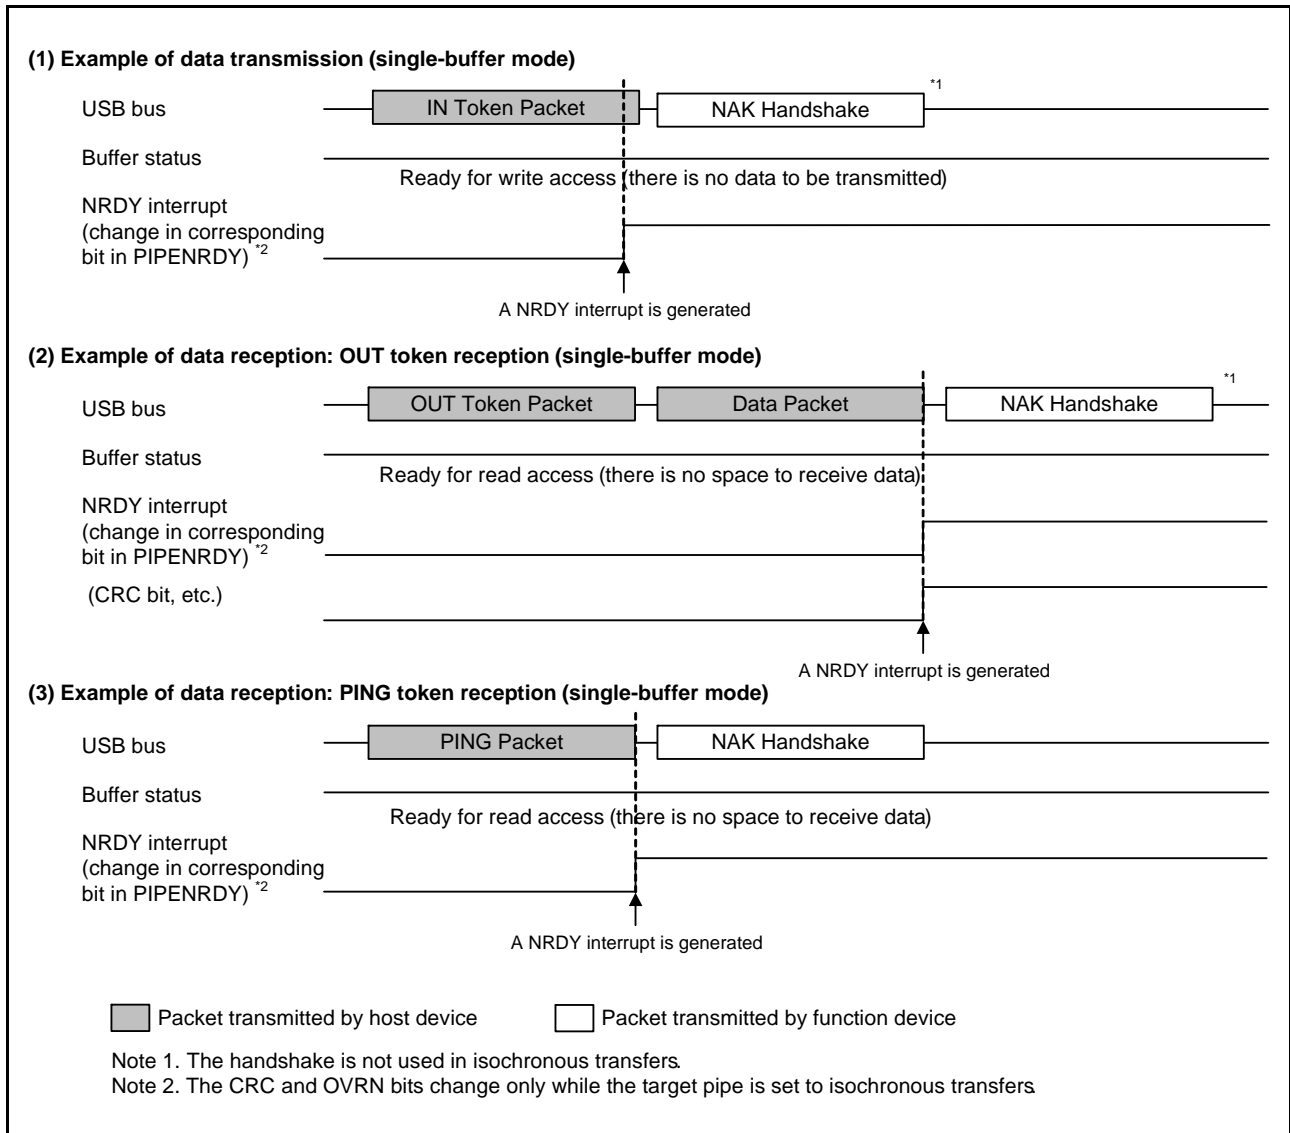 (1) Example of data transmission (single-buffer mode)
USB bus
IN Token Packet
NAK Handshake
*1
Buffer status
Ready for write access (there is no data to be transmitted)
NRDY interrupt
(change in corresponding
bit in PIPENRDY) *2
A NRDY interrupt is generated
(2) Example of data reception: OUT token reception (single-buffer mode)
USB bus
OUT Token Packet
Data Packet
NAK Handshake
*1
Buffer status
Ready for read access (there is no space to receive data)
NRDY interrupt
(change in corresponding
bit in PIPENRDY) *2
(CRC bit, etc.)
A NRDY interrupt is generated
(3) Example of data reception: PING token reception (single-buffer mode)
USB bus
PING Packet
NAK Handshake
Buffer status
Ready for read access (there is no space to receive data)
NRDY interrupt
(change in corresponding
bit in PIPENRDY) *2
A NRDY interrupt is generated
Packet transmitted by host device
Packet transmitted by function device
Note 1. The handshake is not used in isochronous transfers.
Note 2. The CRC and OVRN bits change only while the target pipe is set to isochronous transfers.